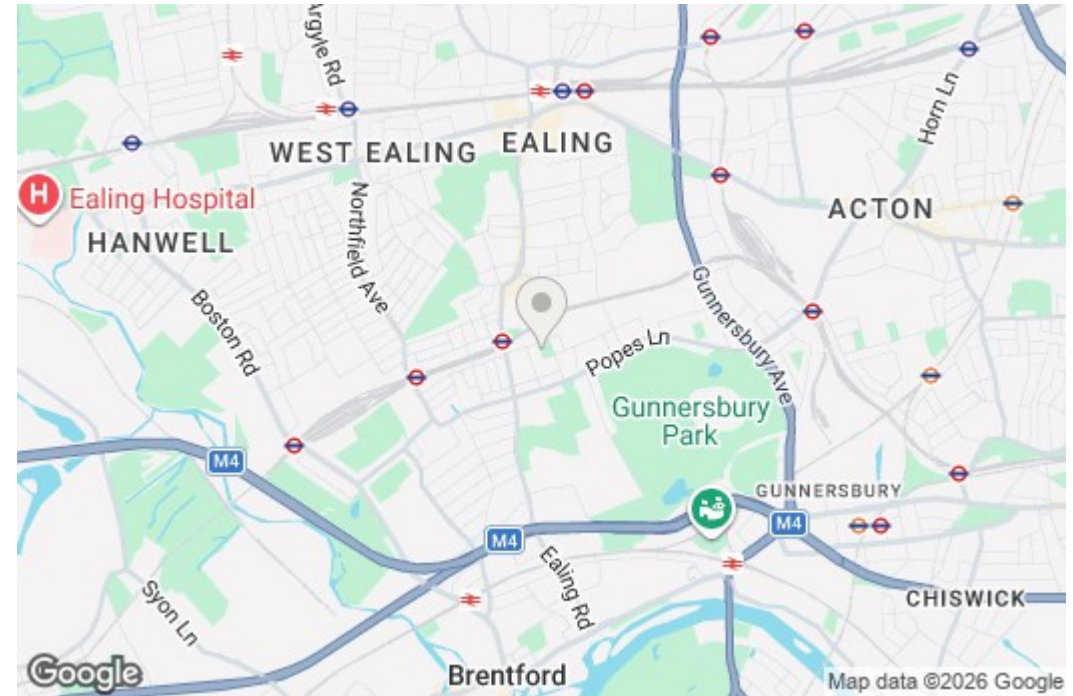 Argyle Rd
Horn Ln
WEST EALING
EALING
H
Ealing Hospital
HANWELL
ACTON
Northfield Ave
Gunnersbury Ave
Boston Rd
Popes Ln
Gunnersbury
Park
M4
GUNNERSBURY
M4
M4
Ealing Rd
Syon Ln
CHISWICK
Brentford
Google
Map data ©2026 Google